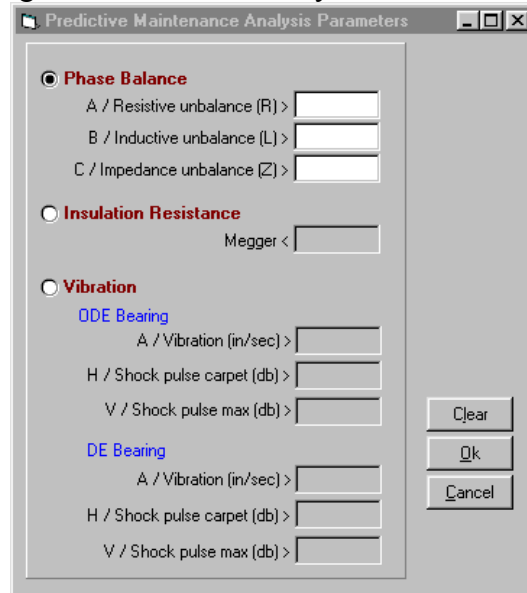 Predictive Maintenance Analysis Parameters
Phase Balance
A / Resistive unbalance (R) >
B / Inductive unbalance (L) >
C / Impedance unbalance (Z) >
Insulation Resistance
Megger <
Vibration
ODE Bearing
A / Vibration (in/sec) >
H / Shock pulse carpet (db) >
V / Shock pulse max (db) >
DE Bearing
A / Vibration (in/sec) >
H / Shock pulse carpet (db) >
V / Shock pulse max (db) >
Clear
Ok
Cancel